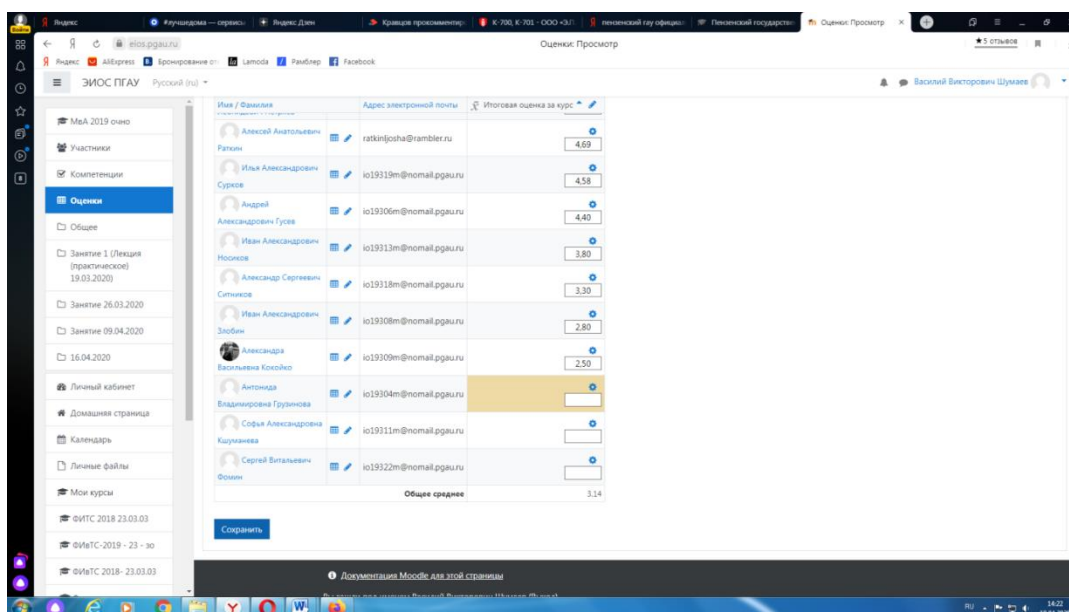 Войти
Яндекс
#лучшедома — сервисы
Яндекс.Дзен
Кравцов прокомментир
К-700, К-701 - ООО «ЭЛ
пензенский гау официал
Пензенский государстве
Оценки: Просмотр
eios.pgau.ru
Оценки: Просмотр
★5 отзывов
Яндекс
AliExpress
Бронирование от
Lamoda
Рамблер
Facebook
ЭИОС ПГАУ Русский (ru)
Василий Викторович Шумаев
МвА 2019 очно
Участники
Компетенции
Оценки
Общее
Занятие 1 (Лекция
(практическое)
19.03.2020)
Занятие 26.03.2020
Занятие 09.04.2020
16.04.2020
Личный кабинет
Домашняя страница
Календарь
Личные файлы
Мои курсы
ФИТС 2018 23.03.03
ФИвТС-2019 - 23 - зо
ФИвТС 2018- 23.03.03
Имя / Фамилия Адрес электронной почты Итоговая оценка за курс
Алексей Анатольевич
Раткин ratkinljosha@rambler.ru 4,69
Илья Александрович
Сурков io19319m@nomail.pgau.ru 4,58
Андрей
Александрович Гусев io19306m@nomail.pgau.ru 4,40
Иван Александрович
Носиков io19313m@nomail.pgau.ru 3,80
Александр Сергеевич
Ситников io19318m@nomail.pgau.ru 3,30
Иван Александрович
Злобин io19308m@nomail.pgau.ru 2,80
Александра
Васильевна Кокойко io19309m@nomail.pgau.ru 2,50
Антонида
Владимировна Грузинова io19304m@nomail.pgau.ru
Софья Александровна
Кшуманева io19311m@nomail.pgau.ru
Сергей Витальевич
Фомин io19322m@nomail.pgau.ru
Общее среднее 3,14
Сохранить
Документация Moodle для этой страницы
RU
14:22